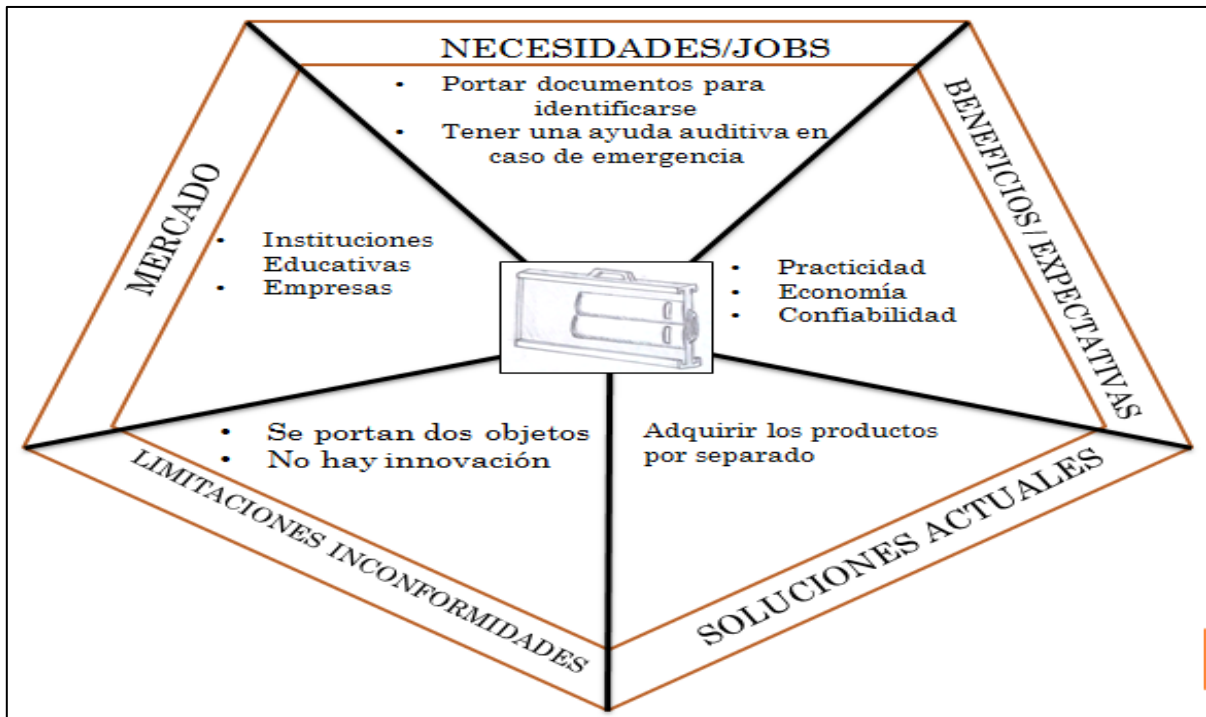 NECESIDADES/JOBS
• Portar documentos para
identificarse
• Tener una ayuda auditiva en
caso de emergencia
MERCADO
• Instituciones
Educativas
• Empresas
BENEFICIOS/EXPECTATIVAS
• Practicidad
• Economía
• Confiabilidad
LIMITACIONES INCONFORMIDADES
• Se portan dos objetos
• No hay innovación
SOLUCIONES ACTUALES
Adquirir los productos
por separado